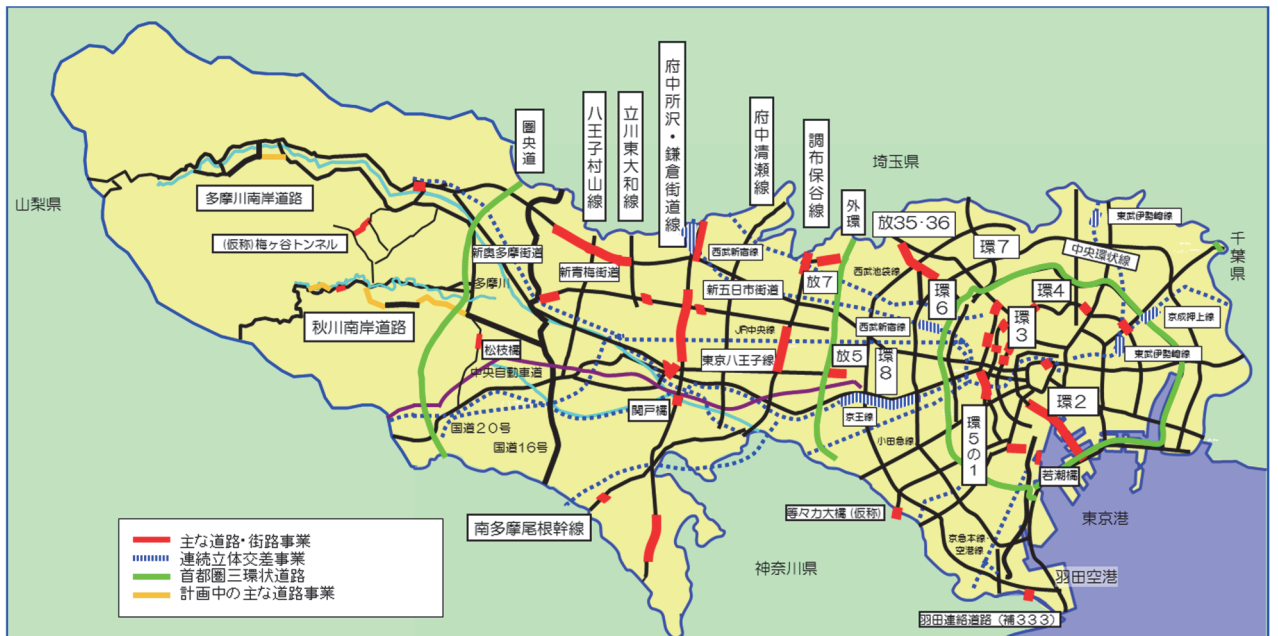 圏央道
八王子村山線
立川東大和線
府中所沢・鎌倉街道線
府中清瀬線
調布保谷線
外環
埼玉県
放35・36
東武伊勢崎線
千葉県
山梨県
多摩川南岸道路
(仮称)梅ヶ谷トンネル
新奥多摩街道
新青梅街道
西武新宿線
西武池袋線
環7
中央環状線
多摩川
新五日市街道
放7
環6
環4
環3
京成押上線
秋川南岸道路
JR中央線
西武新宿線
東武伊勢崎線
松枝橋
中央自動車道
東京八王子線
放5
環8
環2
関戸橋
京王線
国道20号
国道16号
小田急線
環5の1
若潮橋
南多摩尾根幹線
等々力大橋(仮称)
東京港
京急本線・
空港線
神奈川県
羽田空港
羽田連絡道路(補333)
主な道路・街路事業
連続立体交差事業
首都圏三環状道路
計画中の主な道路事業